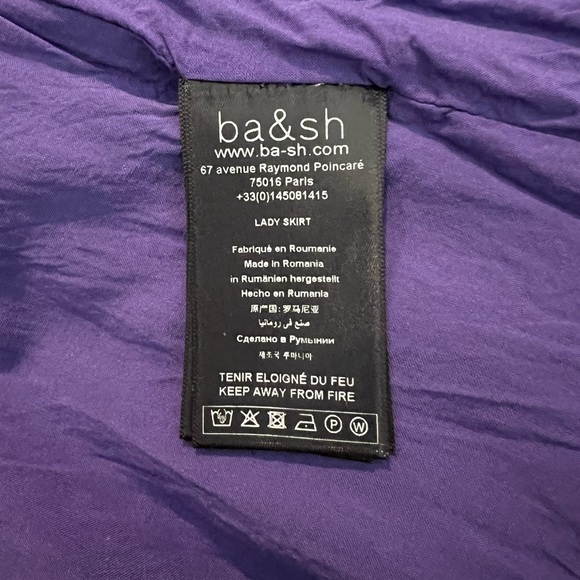 ba&sh
www.ba-sh.com
67 avenue Raymond Poincaré
75016 Paris
+33(0)145081415
LADY SKIRT
Fabriqué en Roumanie
Made in Romania
in Rumänien hergestellt
Hecho en Rumania
原产国: 罗马尼亚
صنع في رومانيا
Сделано в Румынии
제조국 루마니아
TENIR ELOIGNÉ DU FEU
KEEP AWAY FROM FIRE
P W